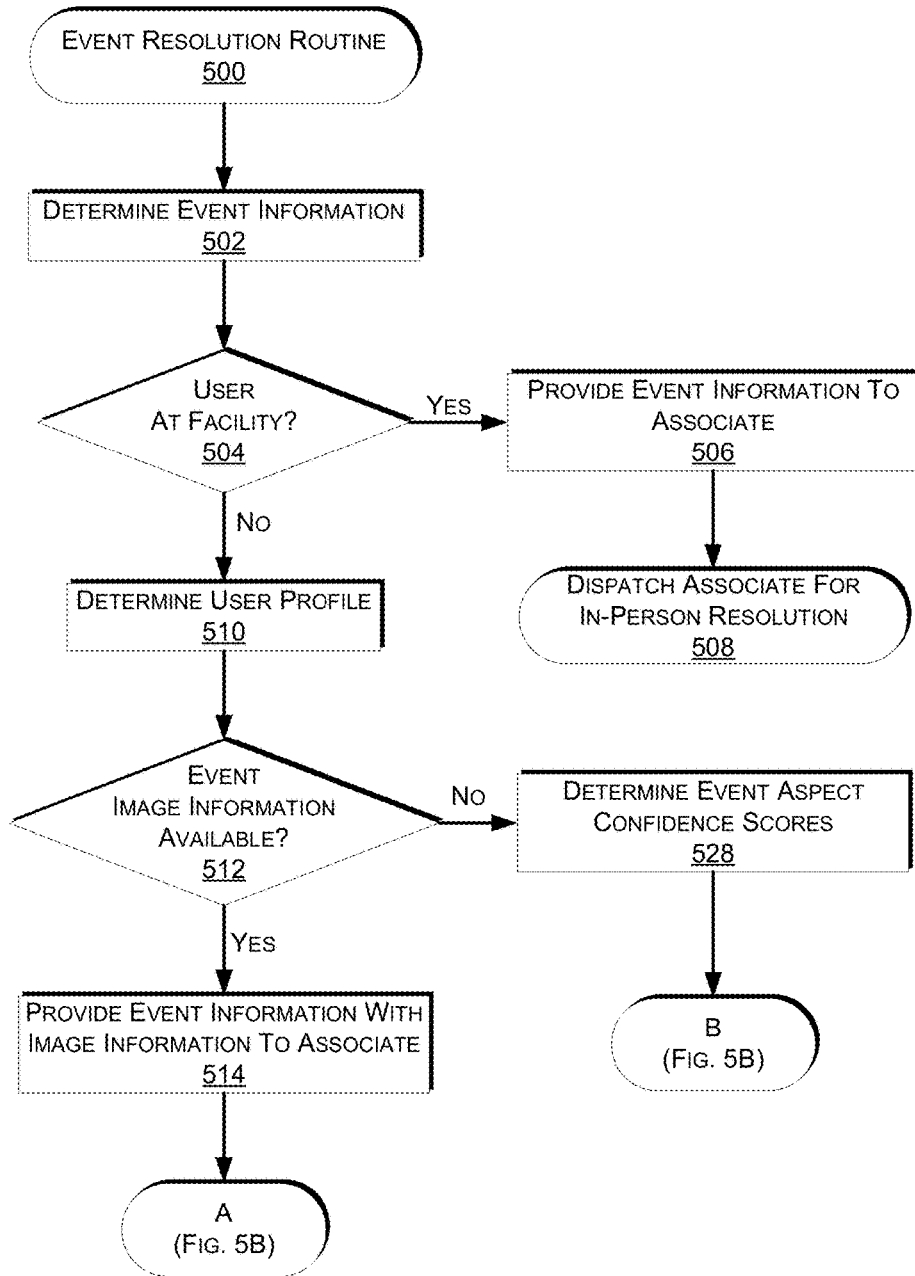 EVENT RESOLUTION ROUTINE
500
DETERMINE EVENT INFORMATION
502
USER
AT FACILITY?
504
YES
PROVIDE EVENT INFORMATION TO
ASSOCIATE
506
NO
DISPATCH ASSOCIATE FOR
IN-PERSON RESOLUTION
508
DETERMINE USER PROFILE
510
EVENT
IMAGE INFORMATION
AVAILABLE?
512
NO
DETERMINE EVENT ASPECT
CONFIDENCE SCORES
528
YES
PROVIDE EVENT INFORMATION WITH
IMAGE INFORMATION TO ASSOCIATE
514
B
(FIG. 5B)
A
(FIG. 5B)